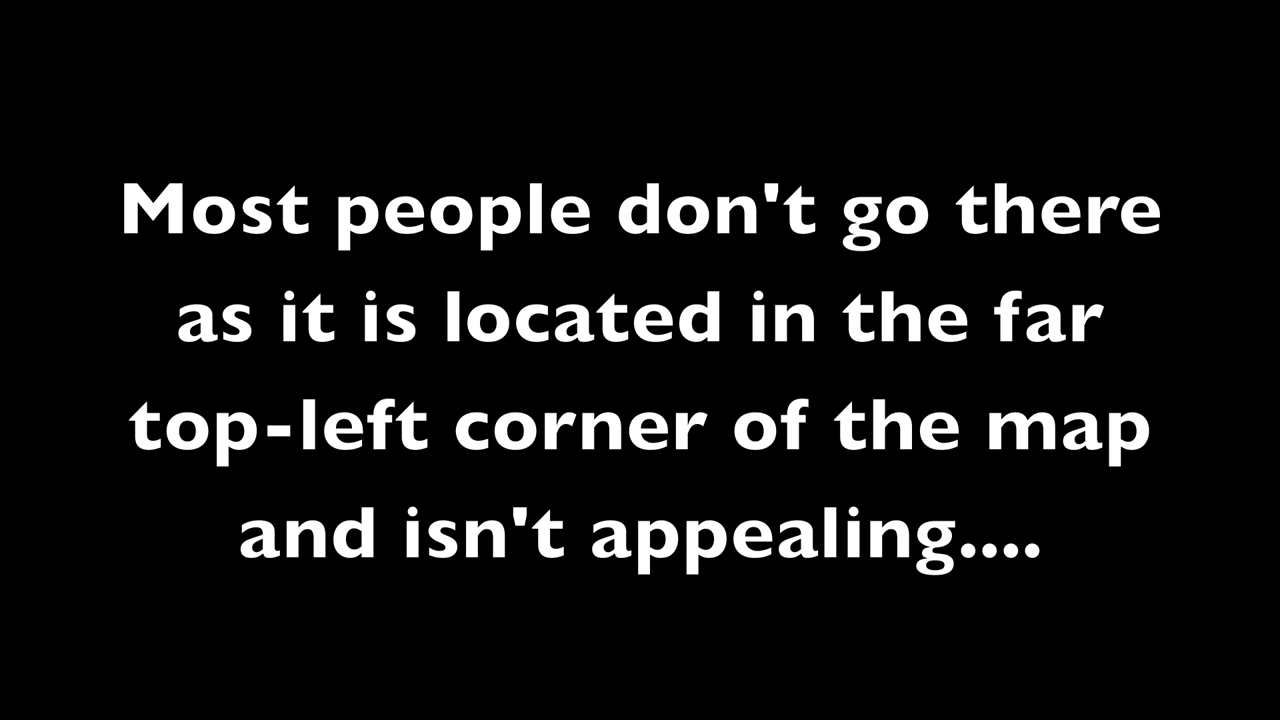 Most people don't go there
as it is located in the far
top-left corner of the map
and isn't appealing....